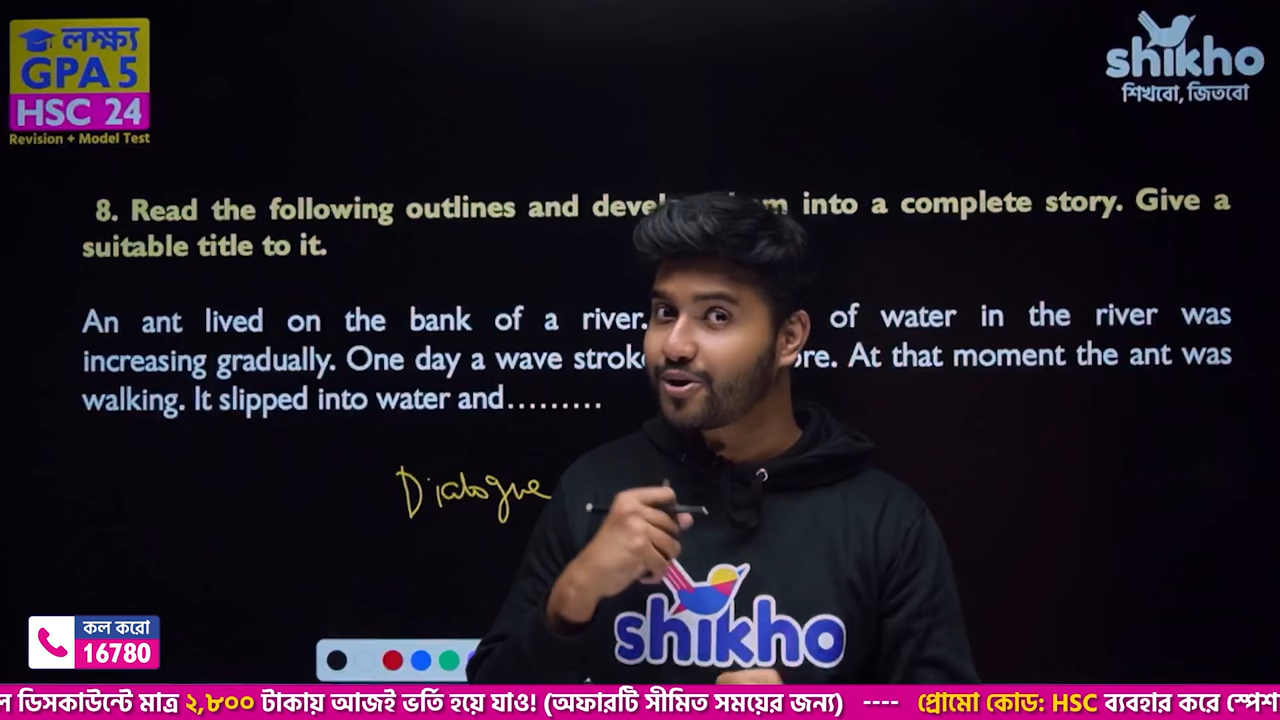 লক্ষ্য
GPA 5
HSC 24
Revision + Model Test
shikho
শিখবো, জিতবো
8. Read the following outlines and into a complete story. Give a
suitable title to it.
An ant lived on the bank of a river. of water in the river was
increasing gradually. One day a wave At that moment the ant was
walking. It slipped into water and.........
Dialogue
shikho
কল করো
16780
ডিসকাউন্টে মাত্র ২,৮০০ টাকায় আজই ভর্তি হয়ে যাও! (অফারটি সীমিত সময়ের জন্য) ---- প্রোমো কোড: HSC ব্যবহার করে